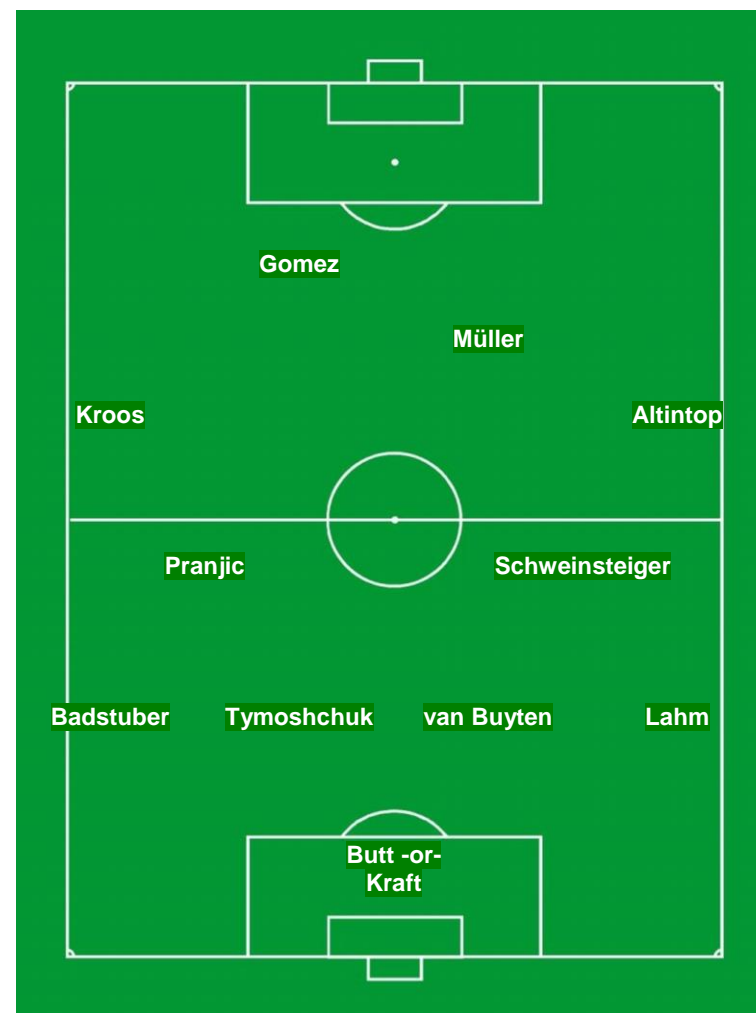 Gomez
Müller
Kroos
Altintop
Pranjic
Schweinsteiger
Badstuber
Tymoshchuk
van Buyten
Lahm
Butt -or-
Kraft